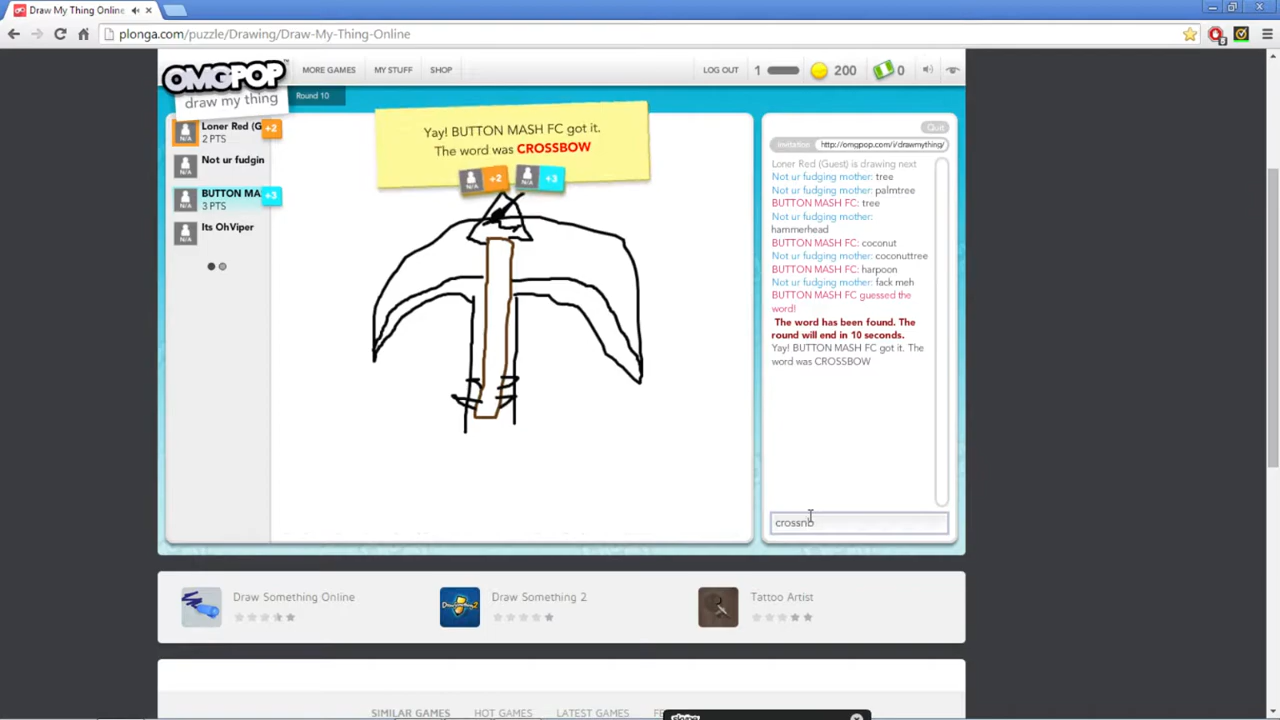 Draw My Thing Online
plonga.com/puzzle/Drawing/Draw-My-Thing-Online
OMGPOP
draw my thing
MORE GAMES
MY STUFF
SHOP
LOG OUT
1
200
0
Round 10
Loner Red (G
+2
2 PTS
Not ur fudgin
BUTTON MA
+3
3 PTS
Its OhViper
N/A
N/A
N/A
N/A
Yay! BUTTON MASH FC got it.
The word was CROSSBOW
N/A
+2
N/A
+3
Quit
Invitation
http://omgpop.com/i/drawmything/
Loner Red (Guest) is drawing next
Not ur fudging mother: tree
Not ur fudging mother: palmtree
BUTTON MASH FC: tree
Not ur fudging mother:
hammerhead
BUTTON MASH FC: coconut
Not ur fudging mother: coconuttree
BUTTON MASH FC: harpoon
Not ur fudging mother: fack meh
BUTTON MASH FC guessed the
word!
The word has been found. The
round will end in 10 seconds.
Yay! BUTTON MASH FC got it. The
word was CROSSBOW
crossnb
Draw Something Online
Draw Something 2
Tattoo Artist
SIMILAR GAMES
HOT GAMES
LATEST GAMES
skype